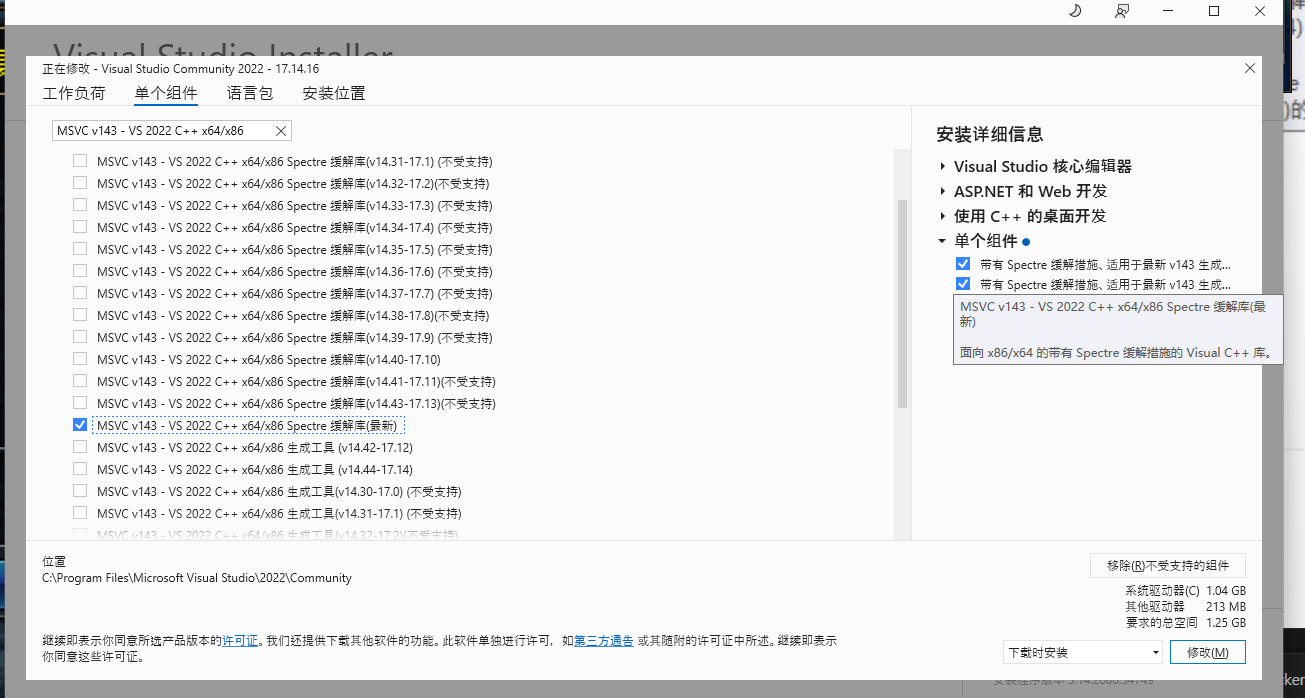 Visual Studio Installer
正在修改 - Visual Studio Community 2022 - 17.14.16
工作负荷 单个组件 语言包 安装位置
MSVC v143 - VS 2022 C++ x64/x86
MSVC v143 - VS 2022 C++ x64/x86 Spectre 缓解库(v14.31-17.1) (不受支持)
MSVC v143 - VS 2022 C++ x64/x86 Spectre 缓解库(v14.32-17.2)(不受支持)
MSVC v143 - VS 2022 C++ x64/x86 Spectre 缓解库(v14.33-17.3) (不受支持)
MSVC v143 - VS 2022 C++ x64/x86 Spectre 缓解库(v14.34-17.4) (不受支持)
MSVC v143 - VS 2022 C++ x64/x86 Spectre 缓解库(v14.35-17.5) (不受支持)
MSVC v143 - VS 2022 C++ x64/x86 Spectre 缓解库(v14.36-17.6) (不受支持)
MSVC v143 - VS 2022 C++ x64/x86 Spectre 缓解库(v14.37-17.7) (不受支持)
MSVC v143 - VS 2022 C++ x64/x86 Spectre 缓解库(v14.38-17.8)(不受支持)
MSVC v143 - VS 2022 C++ x64/x86 Spectre 缓解库(v14.39-17.9) (不受支持)
MSVC v143 - VS 2022 C++ x64/x86 Spectre 缓解库(v14.40-17.10)
MSVC v143 - VS 2022 C++ x64/x86 Spectre 缓解库(v14.41-17.11)(不受支持)
MSVC v143 - VS 2022 C++ x64/x86 Spectre 缓解库(v14.43-17.13)(不受支持)
MSVC v143 - VS 2022 C++ x64/x86 Spectre 缓解库(最新)
MSVC v143 - VS 2022 C++ x64/x86 生成工具 (v14.42-17.12)
MSVC v143 - VS 2022 C++ x64/x86 生成工具 (v14.44-17.14)
MSVC v143 - VS 2022 C++ x64/x86 生成工具(v14.30-17.0) (不受支持)
MSVC v143 - VS 2022 C++ x64/x86 生成工具(v14.31-17.1) (不受支持)
MSVC v143 - VS 2022 C++ x64/x86 生成工具(v14.32-17.2)(不受支持)
安装详细信息
Visual Studio 核心编辑器
ASP.NET 和 Web 开发
使用 C++ 的桌面开发
单个组件
带有 Spectre 缓解措施、适用于最新 v143 生成...
带有 Spectre 缓解措施、适用于最新 v143 生成...
MSVC v143 - VS 2022 C++ x64/x86 Spectre 缓解库(最
新)
面向 x86/x64 的带有 Spectre 缓解措施的 Visual C++ 库。
位置
C:\Program Files\Microsoft Visual Studio\2022\Community
移除(R)不受支持的组件
系统驱动器(C) 1.04 GB
其他驱动器 213 MB
要求的总空间 1.25 GB
继续即表示你同意所选产品版本的许可证。我们还提供下载其他软件的功能。此软件单独进行许可，如第三方通告 或其随附的许可证中所述。继续即表示
你同意这些许可证。
下载时安装
修改(M)